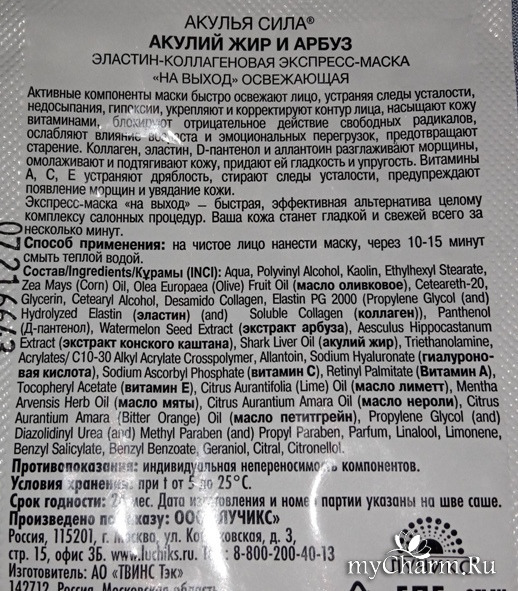 АКУЛЬЯ СИЛА®
АКУЛИЙ ЖИР И АРБУЗ
ЭЛАСТИН-КОЛЛАГЕНОВАЯ ЭКСПРЕСС-МАСКА
«НА ВЫХОД» ОСВЕЖАЮЩАЯ
Активные компоненты маски быстро освежают лицо, устраняя следы усталости,
недосыпания, гипоксии, укрепляют и корректируют контур лица, насыщают кожу
витаминами, блокируют отрицательное действие свободных радикалов,
ослабляют влияние возраста и эмоциональных перегрузок, предотвращают
старение. Коллаген, эластин, D-пантенол и аллантоин разглаживают морщины,
омолаживают и подтягивают кожу, придают ей гладкость и упругость. Витамины
А, С, Е устраняют дряблость, стирают следы усталости, предупреждают
появление морщин и увядание кожи.
Экспресс-маска «на выход» – быстрая, эффективная альтернатива целому
комплексу салонных процедур. Ваша кожа станет гладкой и свежей всего за
несколько минут.
Способ применения: на чистое лицо нанести маску, через 10-15 минут
смыть теплой водой.
Состав/Ingredients/Құрамы (INCI): Aqua, Polyvinyl Alcohol, Kaolin, Ethylhexyl Stearate,
Zea Mays (Corn) Oil, Olea Europaea (Olive) Fruit Oil (масло оливковое), Ceteareth-20,
Glycerin, Cetearyl Alcohol, Desamido Collagen, Elastin PG 2000 (Propylene Glycol (and)
Hydrolyzed Elastin (эластин) (and) Soluble Collagen (коллаген)), Panthenol
(Д-пантенол), Watermelon Seed Extract (экстракт арбуза), Aesculus Hippocastanum
Extract (экстракт конского каштана), Shark Liver Oil (акулий жир), Triethanolamine,
Acrylates/ C10-30 Alkyl Acrylate Crosspolymer, Allantoin, Sodium Hyaluronate (гиалуроно-
вая кислота), Sodium Ascorbyl Phosphate (витамин С), Retinyl Palmitate (Витамин А),
Tocopheryl Acetate (витамин Е), Citrus Aurantifolia (Lime) Oil (масло лиметт), Mentha
Arvensis Herb Oil (масло мяты), Citrus Aurantium Amara Oil (масло нероли), Citrus
Aurantium Amara (Bitter Orange) Oil (масло петитгрейн), Propylene Glycol (and)
Diazolidinyl Urea (and) Methyl Paraben (and) Propyl Paraben, Parfum, Linalool, Limonene,
Benzyl Salicylate, Benzyl Benzoate, Geraniol, Citral, Citronellol.
Противопоказания: индивидуальная непереносимость компонентов.
Условия хранения: при t от 5 до 25°С.
Срок годности: мес. Дата изготовления и номер партии указаны на шве саше.
Произведено по заказу: ООО «ЛУЧИКС»
Россия, 115201, г. Москва, ул. Котляковская, д. 3,
стр. 15, офис 3Б. www.luchiks.ru. Тел.: 8-800-200-40-13
Изготовитель: АО «ТВИНС Тэк»
142712, Россия, Московская область
myCharm.Ru